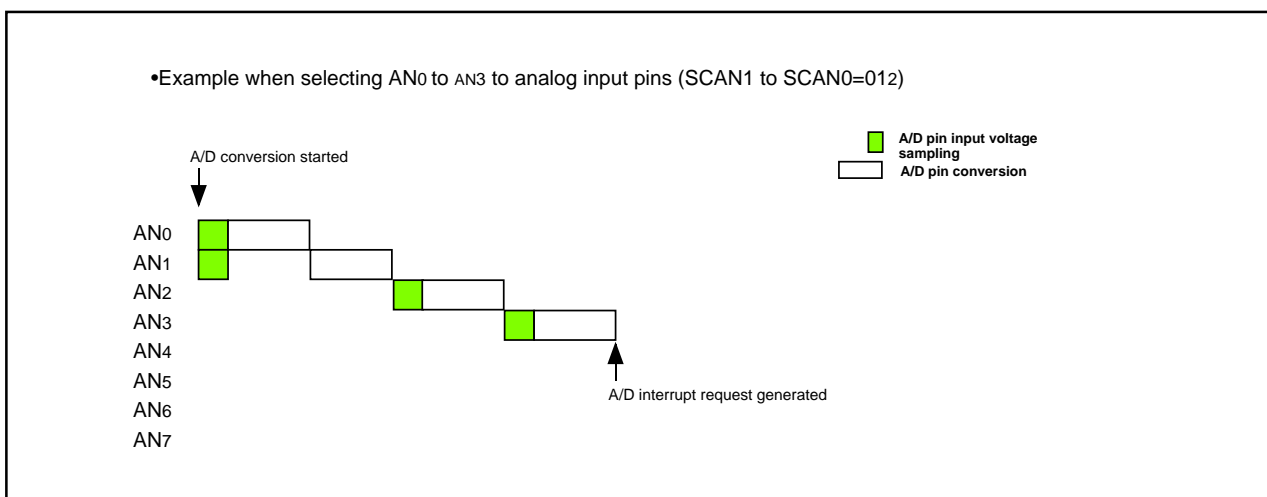 •Example when selecting AN0 to AN3 to analog input pins (SCAN1 to SCAN0=012)
A/D conversion started
A/D pin input voltage
sampling
A/D pin conversion
AN0
AN1
AN2
AN3
AN4
AN5
AN6
AN7
A/D interrupt request generated